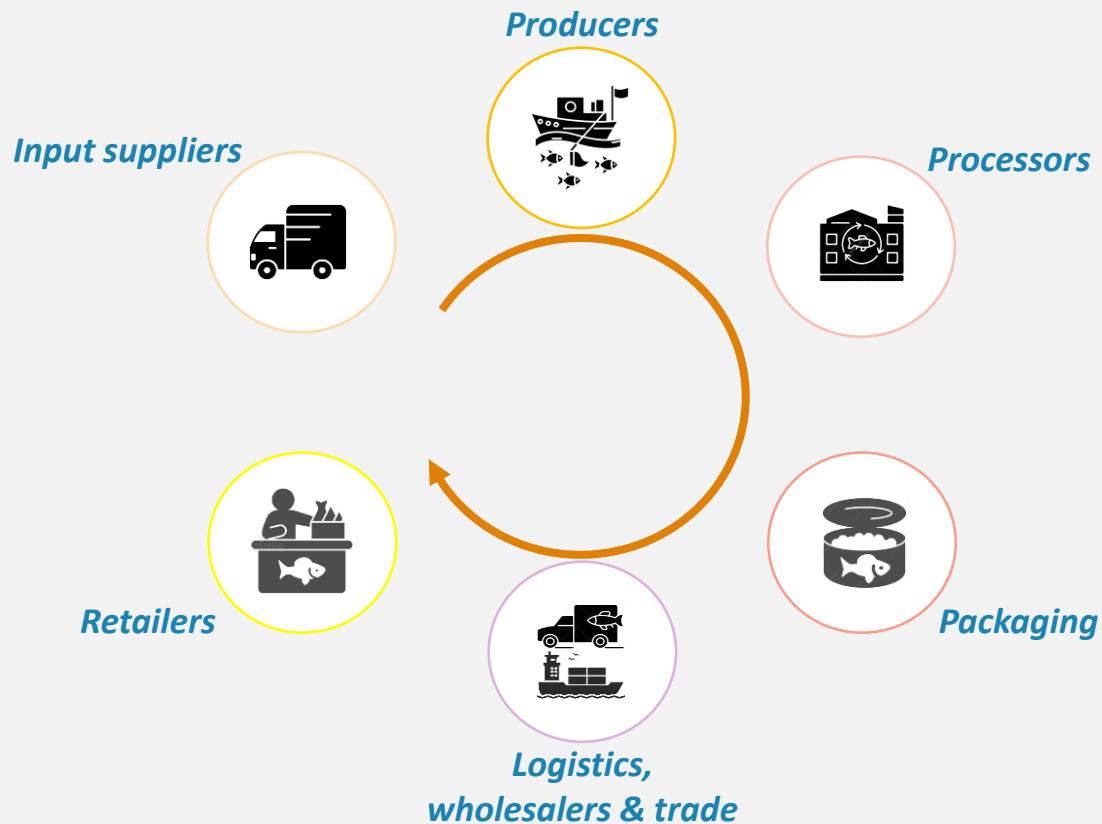 Producers
Input suppliers
Processors
Retailers
Packaging
Logistics,
wholesalers & trade